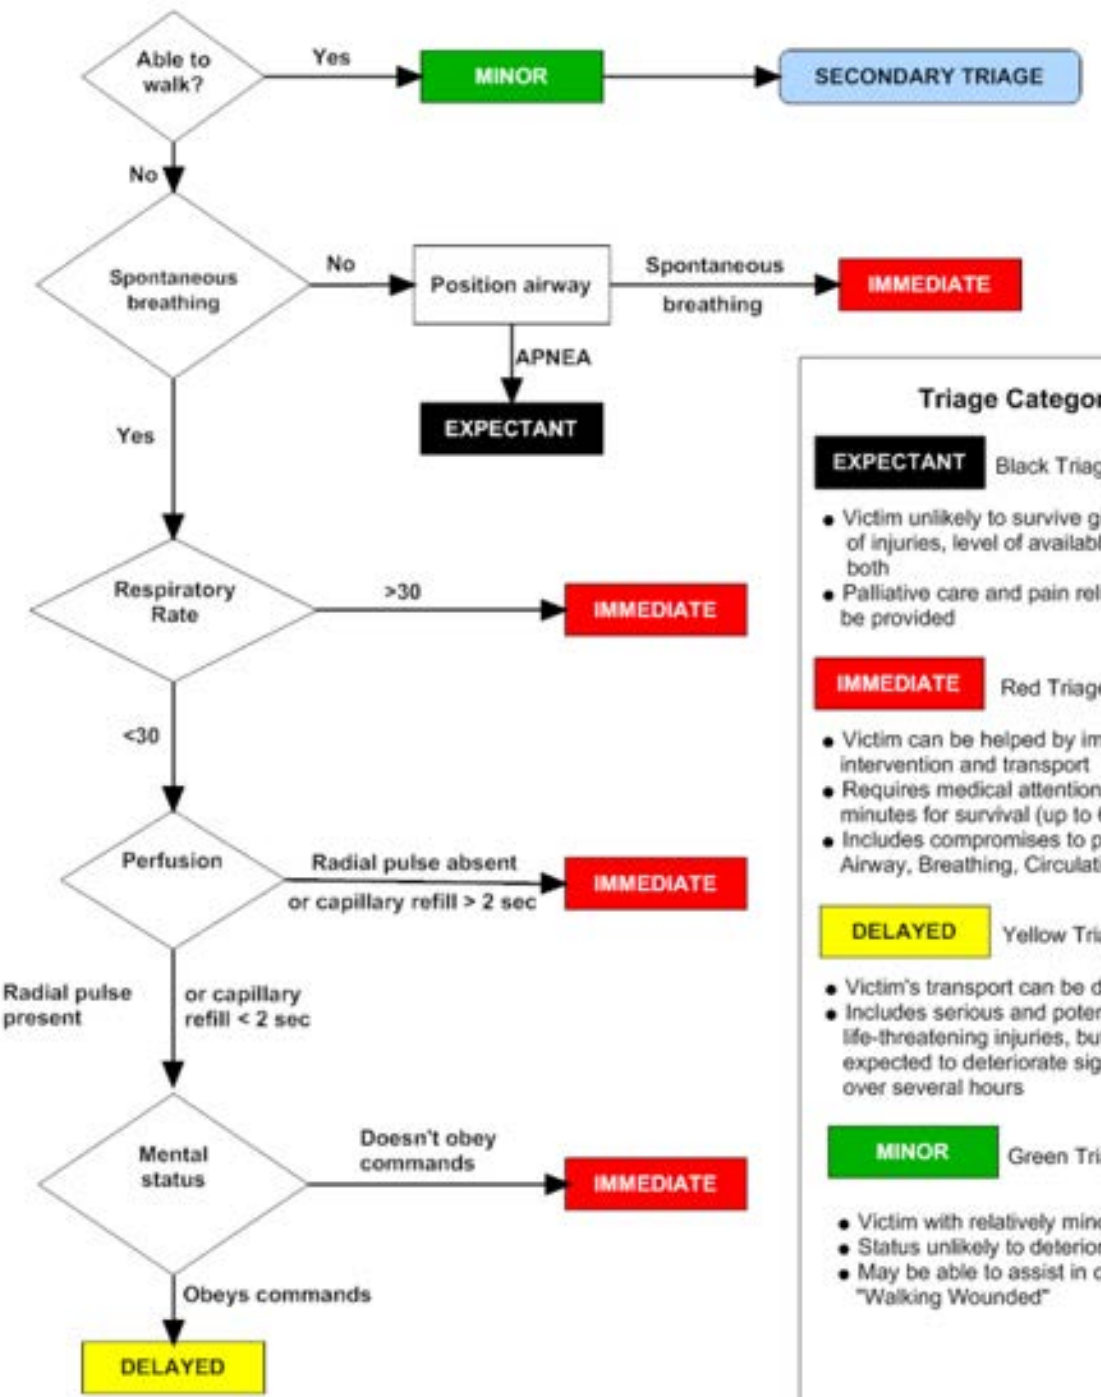 Able to
walk?
Yes
MINOR
SECONDARY TRIAGE
No
Spontaneous
breathing
No
Position airway
Spontaneous
breathing
IMMEDIATE
APNEA
EXPECTANT
Yes
Respiratory
Rate
>30
IMMEDIATE
<30
Perfusion
Radial pulse absent
or capillary refill > 2 sec
IMMEDIATE
Radial pulse
present
or capillary
refill < 2 sec
Mental
status
Doesn't obey
commands
IMMEDIATE
Obeys commands
DELAYED
Triage Categor
EXPECTANT
Black Triag
● Victim unlikely to survive g
of injuries, level of availabl
both
● Palliative care and pain reli
be provided
IMMEDIATE
Red Triage
● Victim can be helped by im
intervention and transport
● Requires medical attention
minutes for survival (up to 6
● Includes compromises to p
Airway, Breathing, Circulati
DELAYED
Yellow Tria
● Victim's transport can be d
● Includes serious and poter
life-threatening injuries, but
expected to deteriorate sig
over several hours
MINOR
Green Tria
● Victim with relatively mino
● Status unlikely to deterior
● May be able to assist in o
"Walking Wounded"